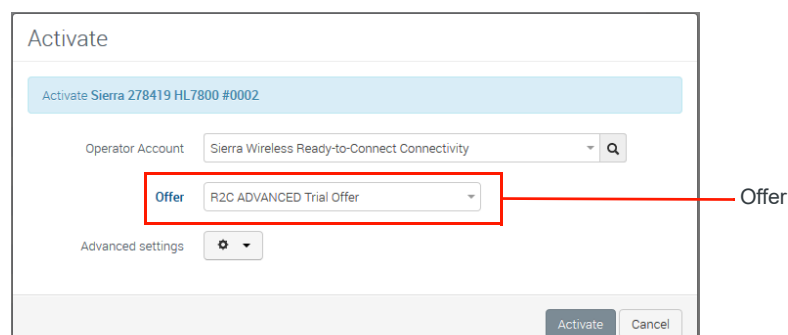 Activate
Activate Sierra 278419 HL7800 #0002
Operator Account Sierra Wireless Ready-to-Connect Connectivity
Offer R2C ADVANCED Trial Offer
Offer
Advanced settings
Activate Cancel